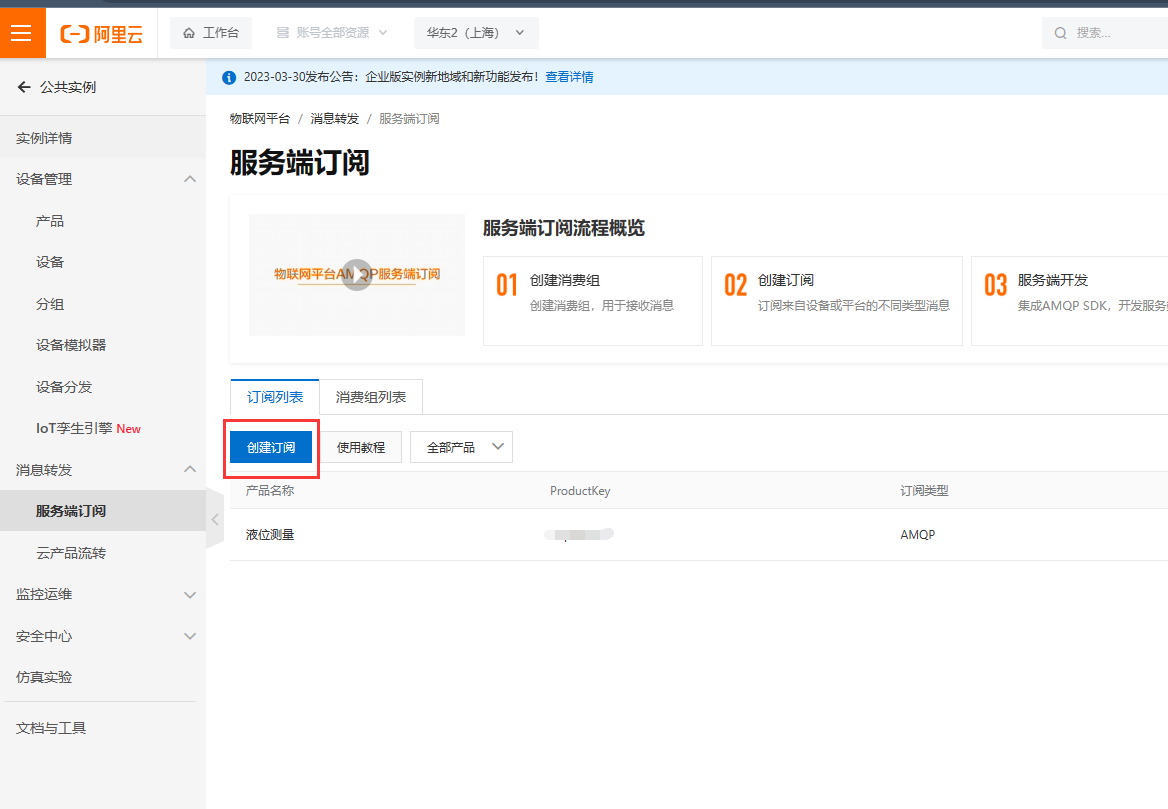 阿里云
工作台
账号全部资源
华东2（上海）
搜索...
公共实例
实例详情
设备管理
产品
设备
分组
设备模拟器
设备分发
IoT孪生引擎 New
消息转发
服务端订阅
云产品流转
监控运维
安全中心
仿真实验
文档与工具
2023-03-30发布公告：企业版实例新地域和新功能发布！查看详情
物联网平台 / 消息转发 / 服务端订阅
服务端订阅
物联网平台AMQP服务端订阅
服务端订阅流程概览
01 创建消费组
创建消费组，用于接收消息
02 创建订阅
订阅来自设备或平台的不同类型消息
03 服务端开发
集成AMQP SDK，开发服务
订阅列表 消费组列表
创建订阅 使用教程 全部产品
产品名称 ProductKey 订阅类型
液位测量 AMQP